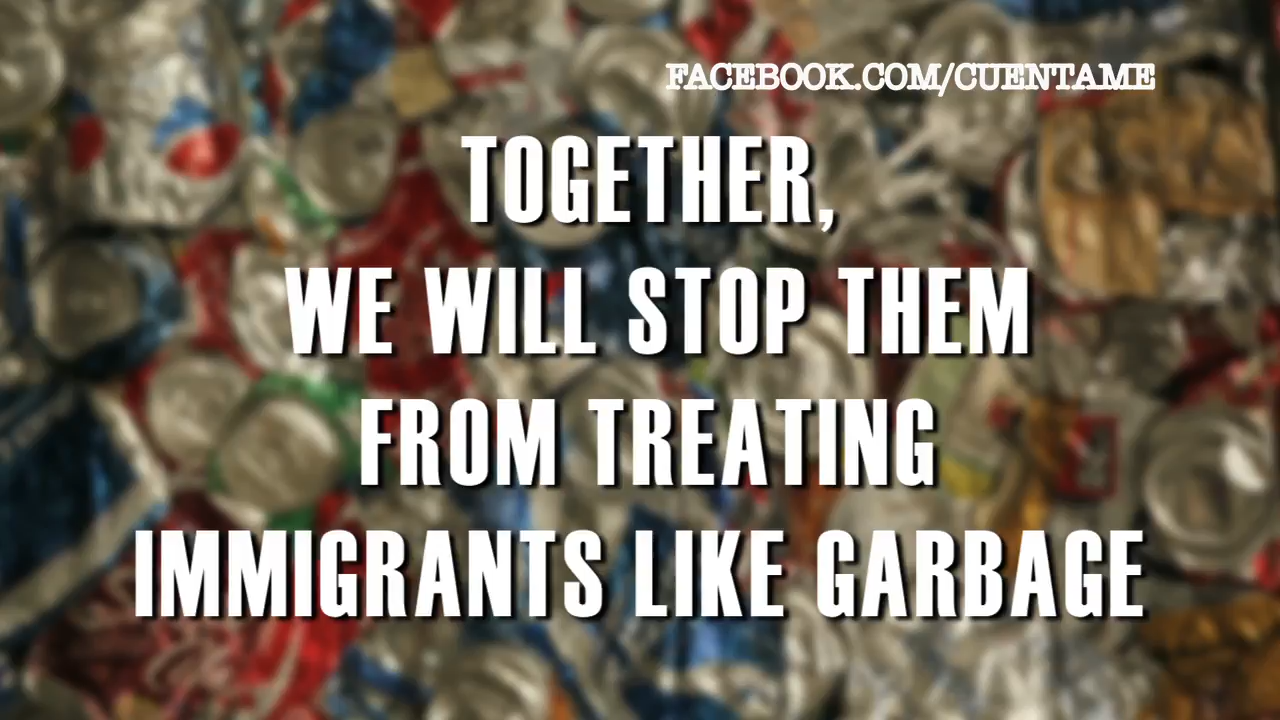 FACEBOOK.COM/CUENTAME
TOGETHER,
WE WILL STOP THEM
FROM TREATING
IMMIGRANTS LIKE GARBAGE